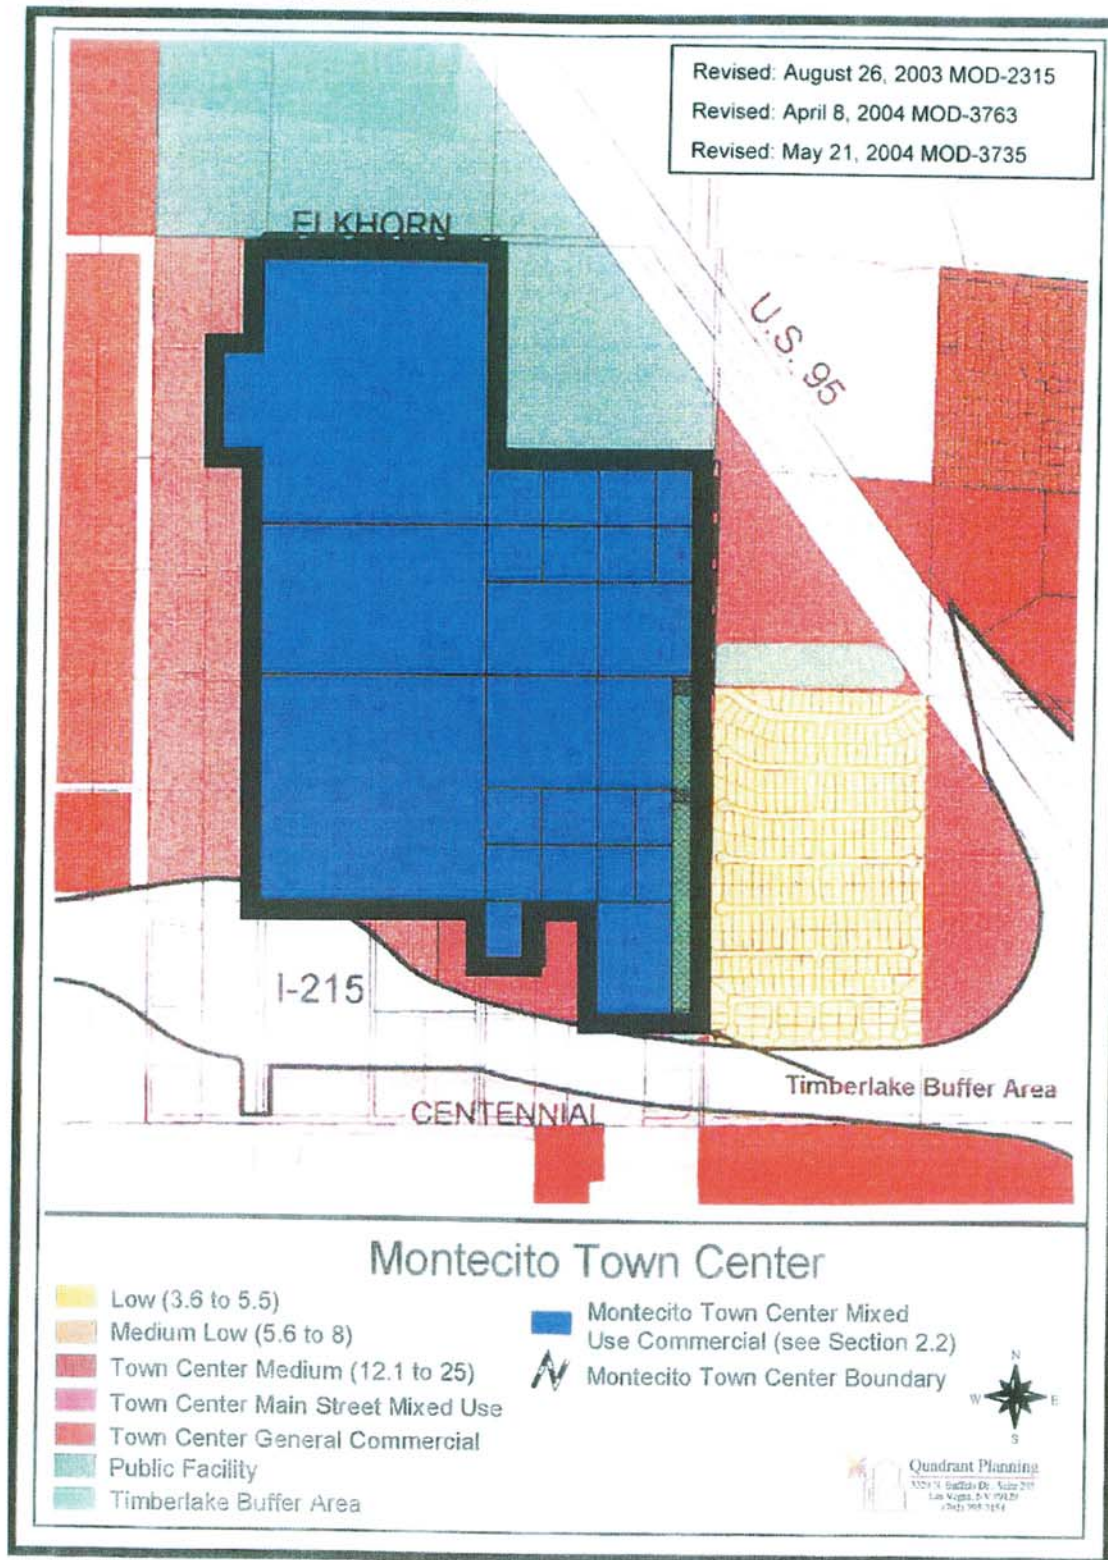 Revised: August 26, 2003 MOD-2315
Revised: April 8, 2004 MOD-3763
Revised: May 21, 2004 MOD-3735
ELKHORN
U.S. 95
I-215
Timberlake Buffer Area
CENTENNIAL
Montecito Town Center
Low (3.6 to 5.5)
Medium Low (5.6 to 8)
Town Center Medium (12.1 to 25)
Town Center Main Street Mixed Use
Town Center General Commercial
Public Facility
Timberlake Buffer Area
Montecito Town Center Mixed
Use Commercial (see Section 2.2)
Montecito Town Center Boundary
N
W E
S
Quadrant Planning